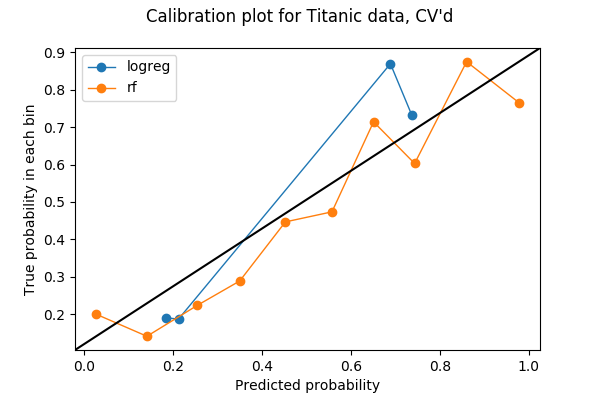 Calibration plot for Titanic data, CV'd
logreg
rf
True probability in each bin
0.9
0.8
0.7
0.6
0.5
0.4
0.3
0.2
0.0 0.2 0.4 0.6 0.8 1.0
Predicted probability